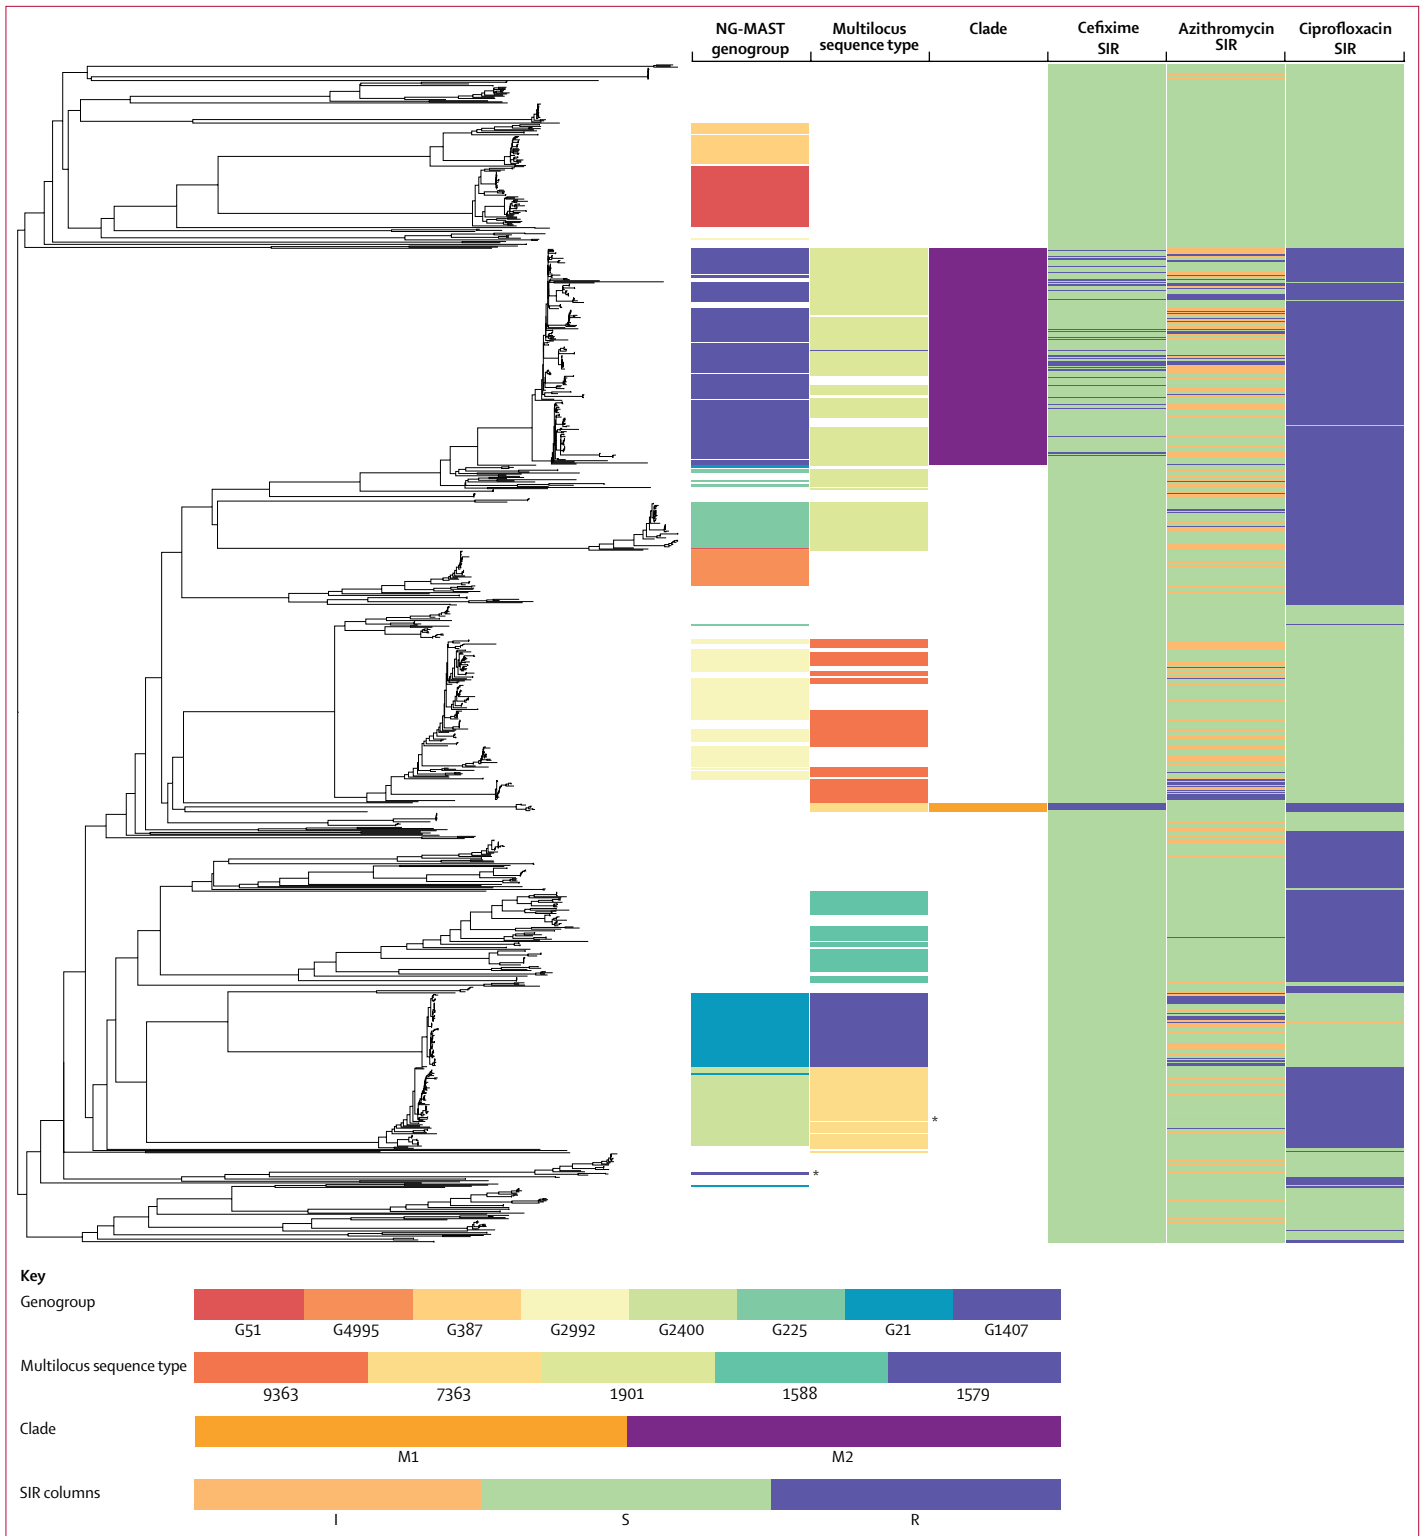 NG-MAST Multilocus Clade Cefixime Azithromycin Ciprofloxacin
genogroup sequence type SIR SIR SIR
*
*
Key
Genogroup
G51 G4995 G387 G2992 G2400 G225 G21 G1407
Multilocus sequence type
9363 7363 1901 1588 1579
Clade
M1 M2
SIR columns
I S R